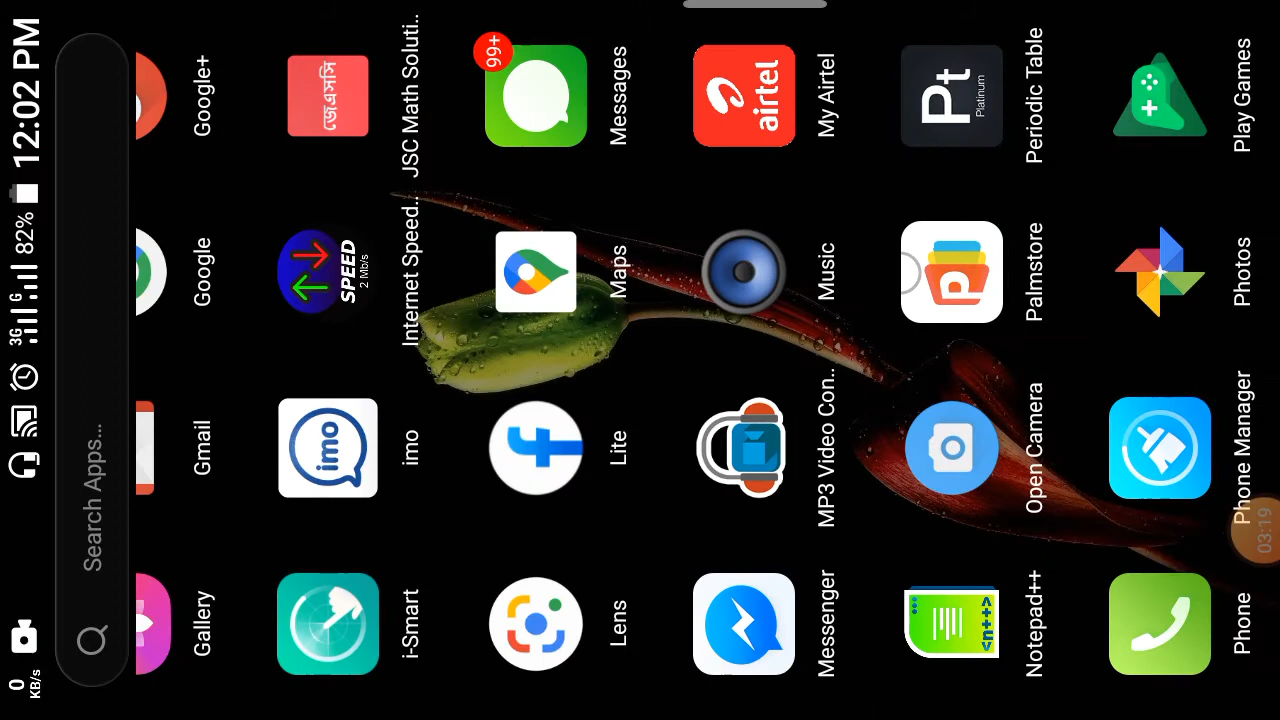 0 KB/s 3G G 82% 12:02 PM
Search Apps...
Gallery Gmail Google Google+
imo SPEED 2 Mb/s জেএসসি
i-Smart imo Internet Speed.. JSC Math Soluti..
99+
Lens Lite Maps Messages
airtel
Messenger MP3 Video Con.. Music My Airtel
<n+++> p Pt Platinum
Notepad++ Open Camera Palmstore Periodic Table
Phone Phone Manager Photos Play Games
03:19